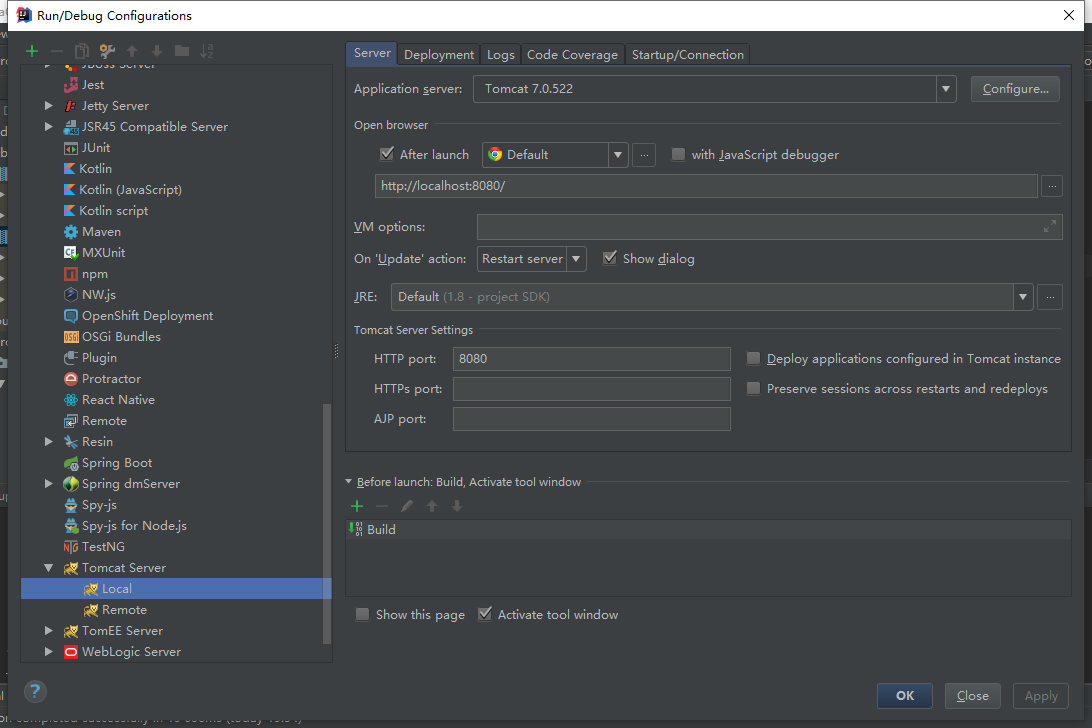 Run/Debug Configurations
JBoss Server
Jest
Jetty Server
JSR45 Compatible Server
JUnit
Kotlin
Kotlin (JavaScript)
Kotlin script
Maven
MXUnit
npm
NW.js
OpenShift Deployment
OSGi Bundles
Plugin
Protractor
React Native
Remote
Resin
Spring Boot
Spring dmServer
Spy-js
Spy-js for Node.js
TestNG
Tomcat Server
Local
Remote
TomEE Server
WebLogic Server
Server Deployment Logs Code Coverage Startup/Connection
Application server: Tomcat 7.0.522 Configure...
Open browser
After launch Default ... with JavaScript debugger
http://localhost:8080/ ...
VM options:
On 'Update' action: Restart server Show dialog
JRE: Default (1.8 - project SDK) ...
Tomcat Server Settings
HTTP port: 8080 Deploy applications configured in Tomcat instance
HTTPs port: Preserve sessions across restarts and redeploys
AJP port:
Before launch: Build, Activate tool window
Build
Show this page Activate tool window
? OK Close Apply